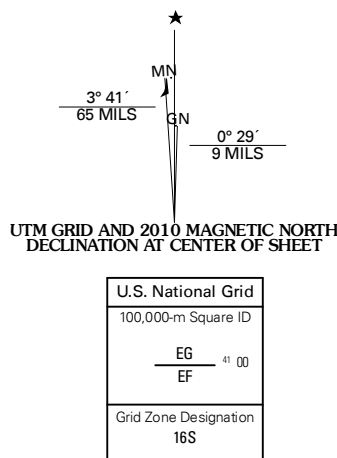 ★
MN
3° 41´
65 MILS
GN
0° 29´
9 MILS
UTM GRID AND 2010 MAGNETIC NORTH
DECLINATION AT CENTER OF SHEET
U.S. National Grid
100,000-m Square ID
EG
41 00
EF
Grid Zone Designation
16S